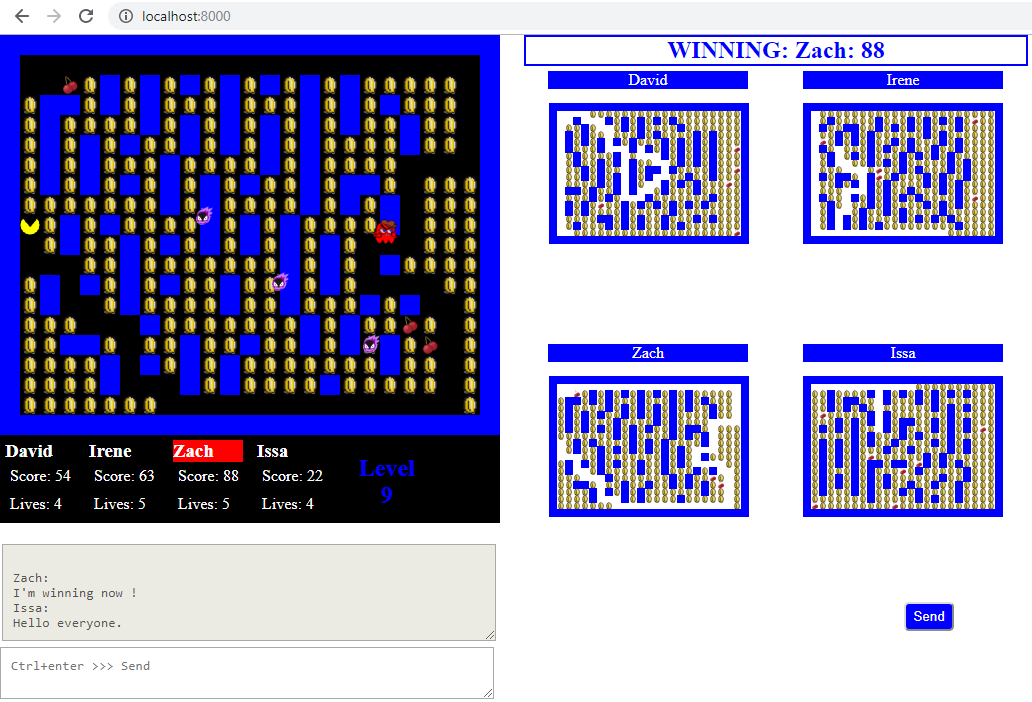 localhost:8000
WINNING: Zach: 88
David Irene
Zach Issa
David Irene Zach Issa
Score: 54 Score: 63 Score: 88 Score: 22
Lives: 4 Lives: 5 Lives: 5 Lives: 4
Level
9
Zach:
I'm winning now !
Issa:
Hello everyone.
Send
Ctrl+enter >>> Send